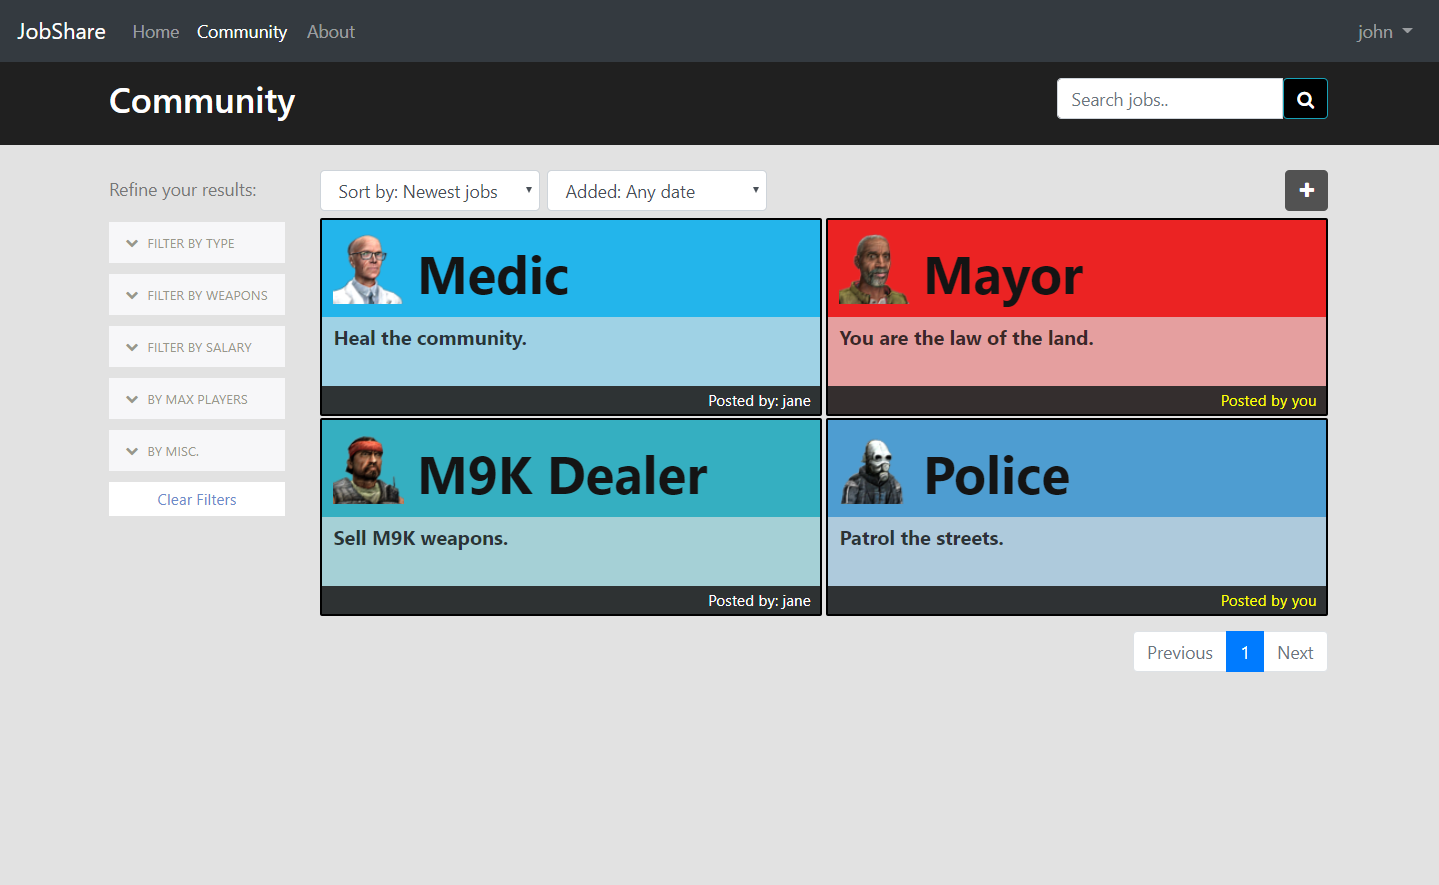 JobShare Home Community About john
Community
Search jobs..
Refine your results:
Sort by: Newest jobs
Added: Any date
FILTER BY TYPE
FILTER BY WEAPONS
FILTER BY SALARY
BY MAX PLAYERS
BY MISC.
Clear Filters
Medic
Heal the community.
Posted by: jane
Mayor
You are the law of the land.
Posted by you
M9K Dealer
Sell M9K weapons.
Posted by: jane
Police
Patrol the streets.
Posted by you
Previous 1 Next